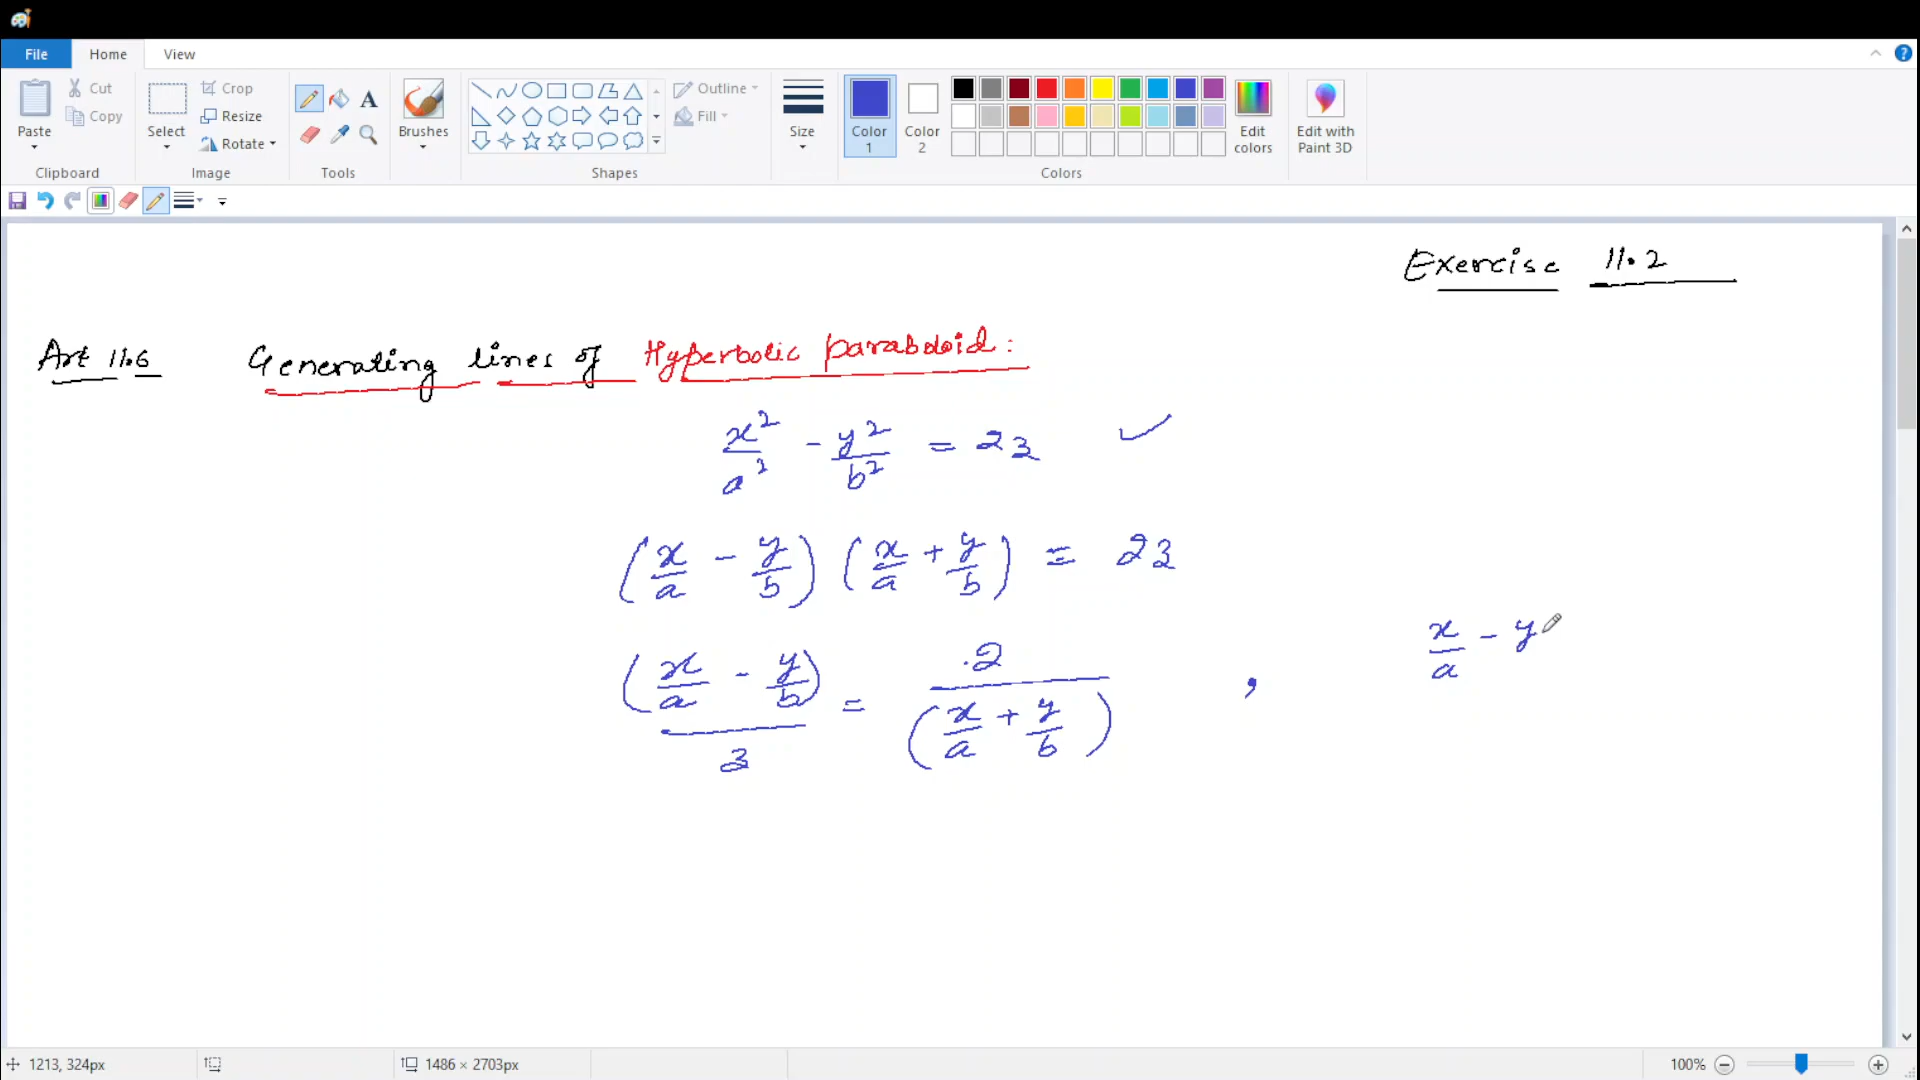 File Home View
Paste Cut Copy Clipboard
Select Crop Resize Rotate Image
Tools
Brushes
Outline Fill Shapes
Size
Color 1 Color 2 Edit colors Colors
Edit with Paint 3D
Exercise 11.2
Art 11.6 Generating lines of Hyperbolic paraboloid:
x²/a² - y²/b² = 2z
(x/a - y/b) (x/a + y/b) = 2z
(x/a - y/b)/z = 2/(x/a + y/b) , x/a - y
1213, 324px 1486 × 2703px 100%